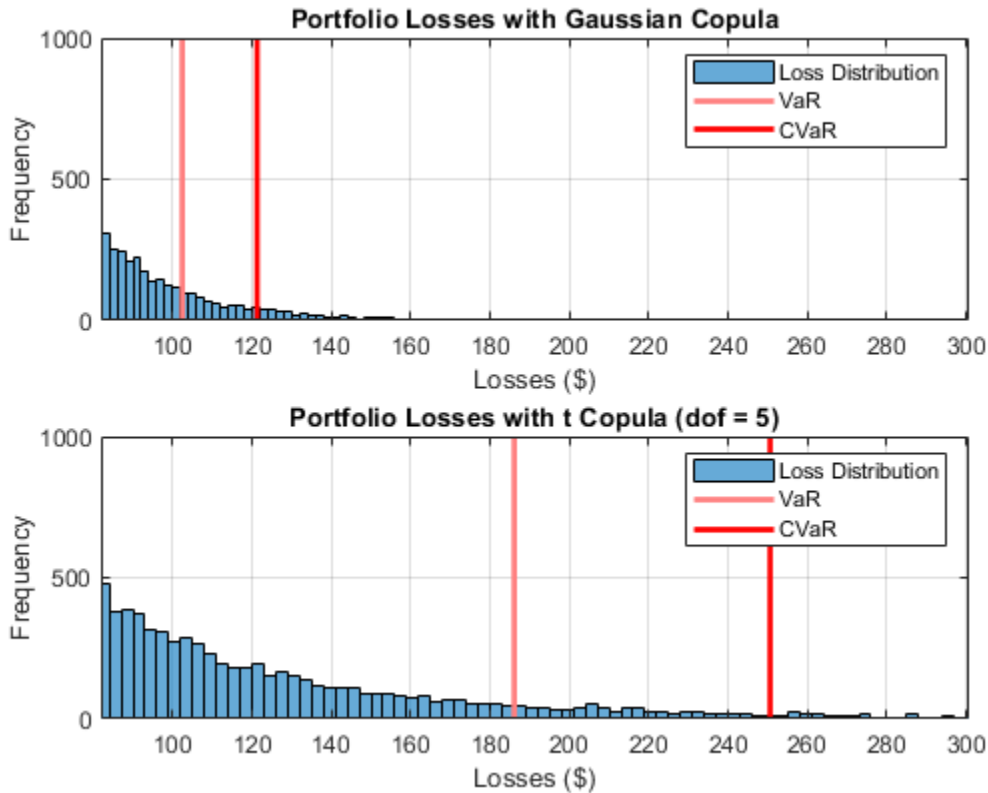 Portfolio Losses with Gaussian Copula
1000
500
0
Frequency
Loss Distribution
VaR
CVaR
100 120 140 160 180 200 220 240 260 280 300
Losses ($)
Portfolio Losses with t Copula (dof = 5)
1000
500
0
Frequency
Loss Distribution
VaR
CVaR
100 120 140 160 180 200 220 240 260 280 300
Losses ($)